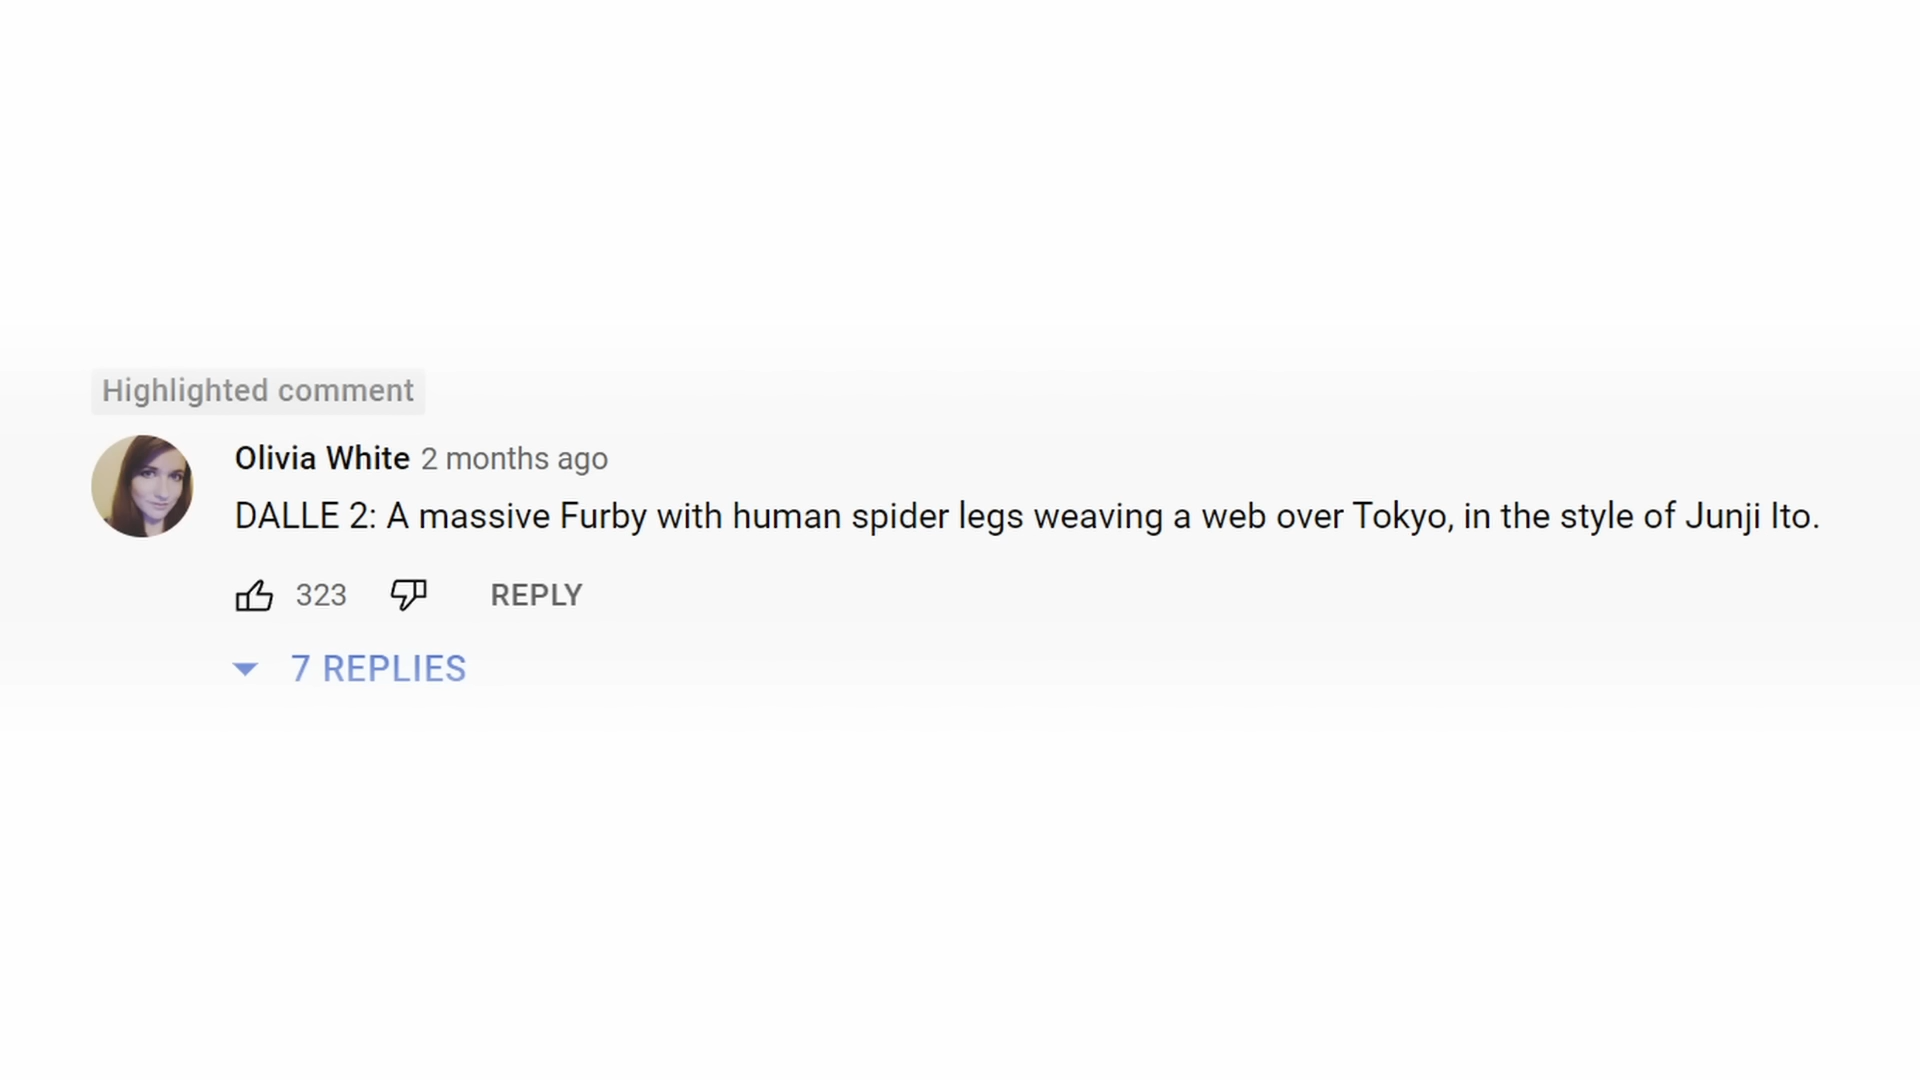 Highlighted comment
Olivia White 2 months ago
DALLE 2: A massive Furby with human spider legs weaving a web over Tokyo, in the style of Junji Ito.
323 REPLY
7 REPLIES